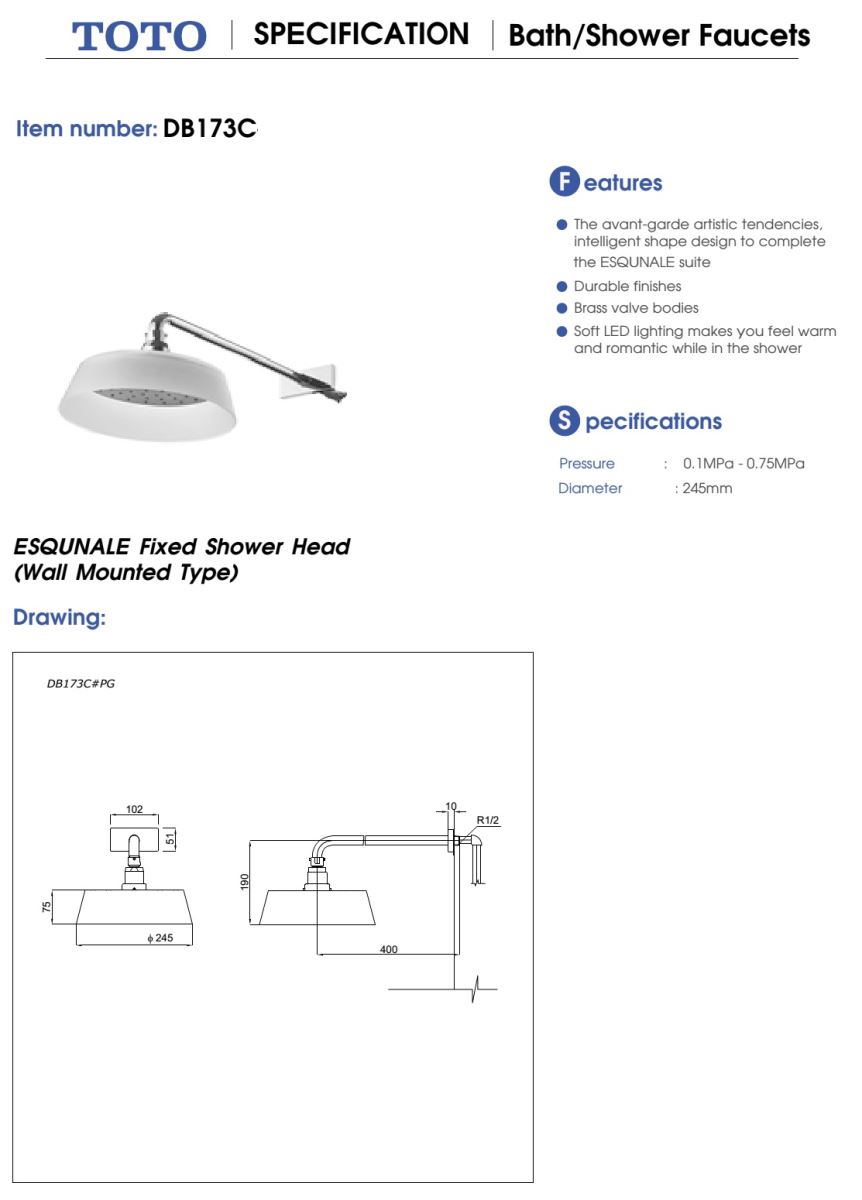 TOTO | SPECIFICATION | Bath/Shower Faucets
Item number: DB173C
Features
● The avant-garde artistic tendencies,
intelligent shape design to complete
the ESQUNALE suite
● Durable finishes
● Brass valve bodies
● Soft LED lighting makes you feel warm
and romantic while in the shower
Specifications
Pressure : 0.1MPa - 0.75MPa
Diameter : 245mm
ESQUNALE Fixed Shower Head
(Wall Mounted Type)
Drawing:
DB173C#PG
102
51
75
ϕ 245
10
R1/2
190
400